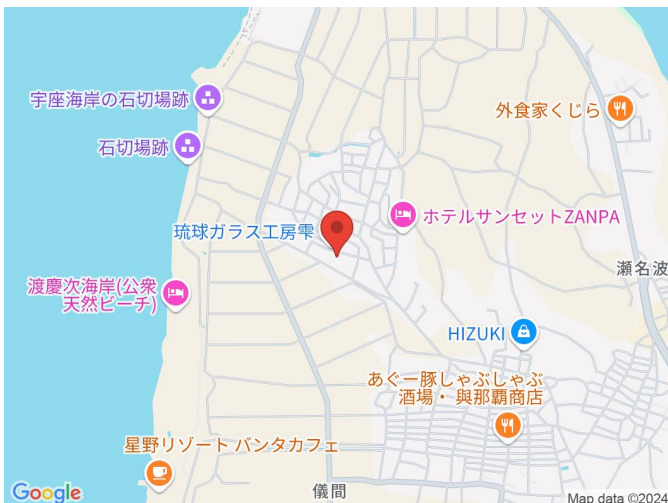 宇座海岸の石切場跡
外食家くじら
石切場跡
ホテルサンセットZANPA
琉球ガラス工房雫
瀬名波
渡慶次海岸(公衆
天然ビーチ)
HIZUKI
あぐー豚しゃぶしゃぶ
酒場・與那覇商店
星野リゾート バンタカフェ
儀間
Google
Map data ©2024